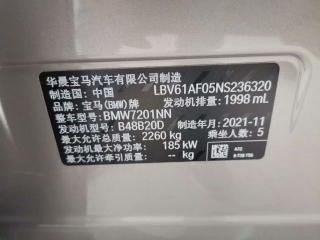 华晨宝马汽车有限公司制造
制造国: 中国 LBV61AF05NS236320
品牌: 宝马(BMW)牌 发动机排量: 1998 mL
整车型号: BMW7201NN
发动机型号: B48B20D 制造年月: 2021-11
最大允许总质量: 2260 kg 乘坐人数: 5
发动机最大净功率: 185 kW
最大允许牵引质量: -- kg